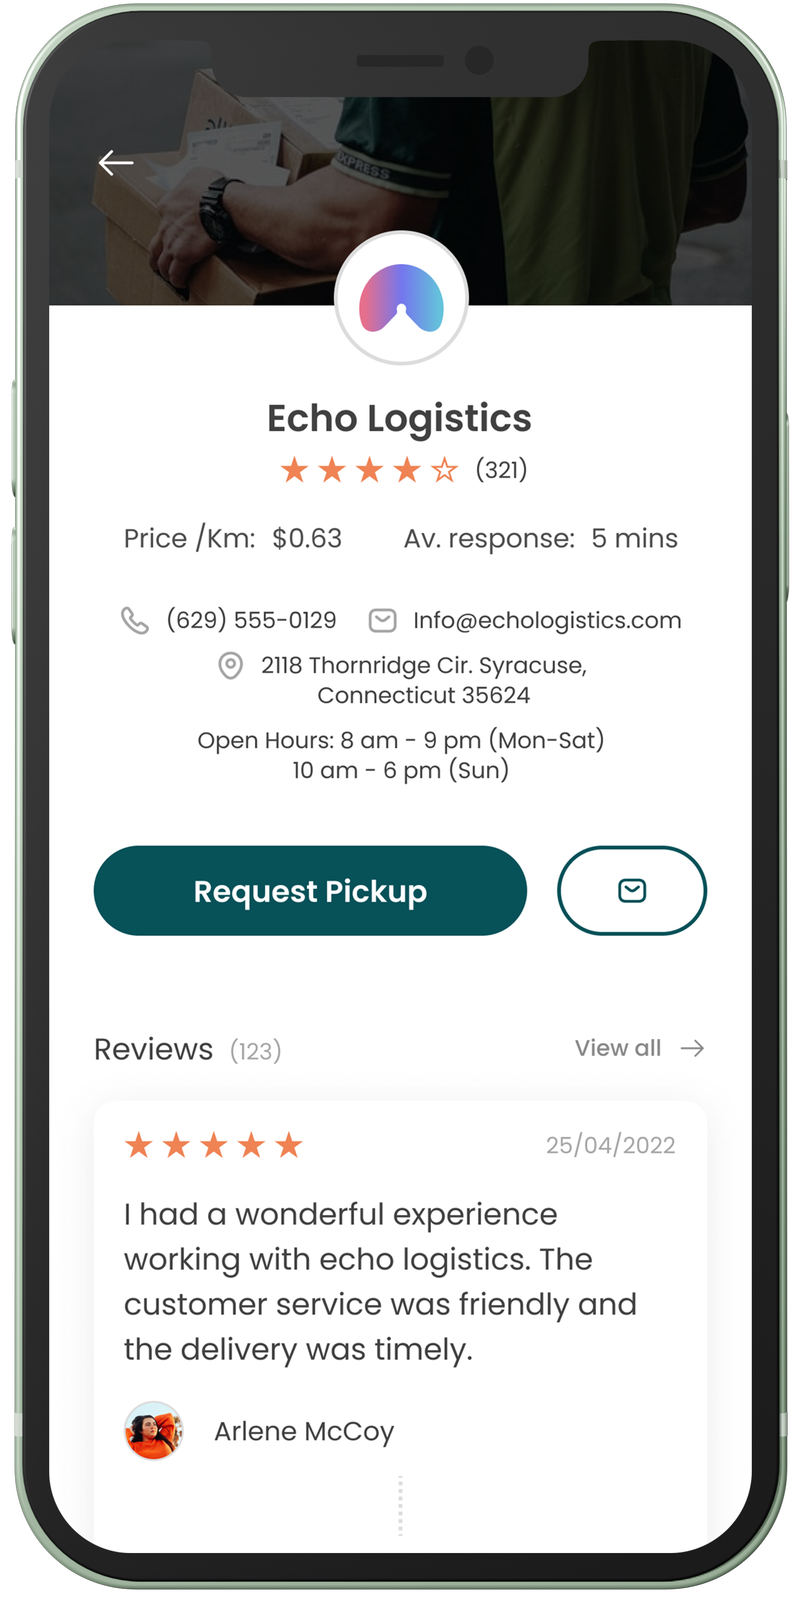 EXPRESS
Echo Logistics
(321)
Price /Km: $0.63 Av. response: 5 mins
(629) 555-0129 Info@echologistics.com
2118 Thornridge Cir. Syracuse,
Connecticut 35624
Open Hours: 8 am - 9 pm (Mon-Sat)
10 am - 6 pm (Sun)
Request Pickup
Reviews (123) View all
25/04/2022
I had a wonderful experience
working with echo logistics. The
customer service was friendly and
the delivery was timely.
Arlene McCoy